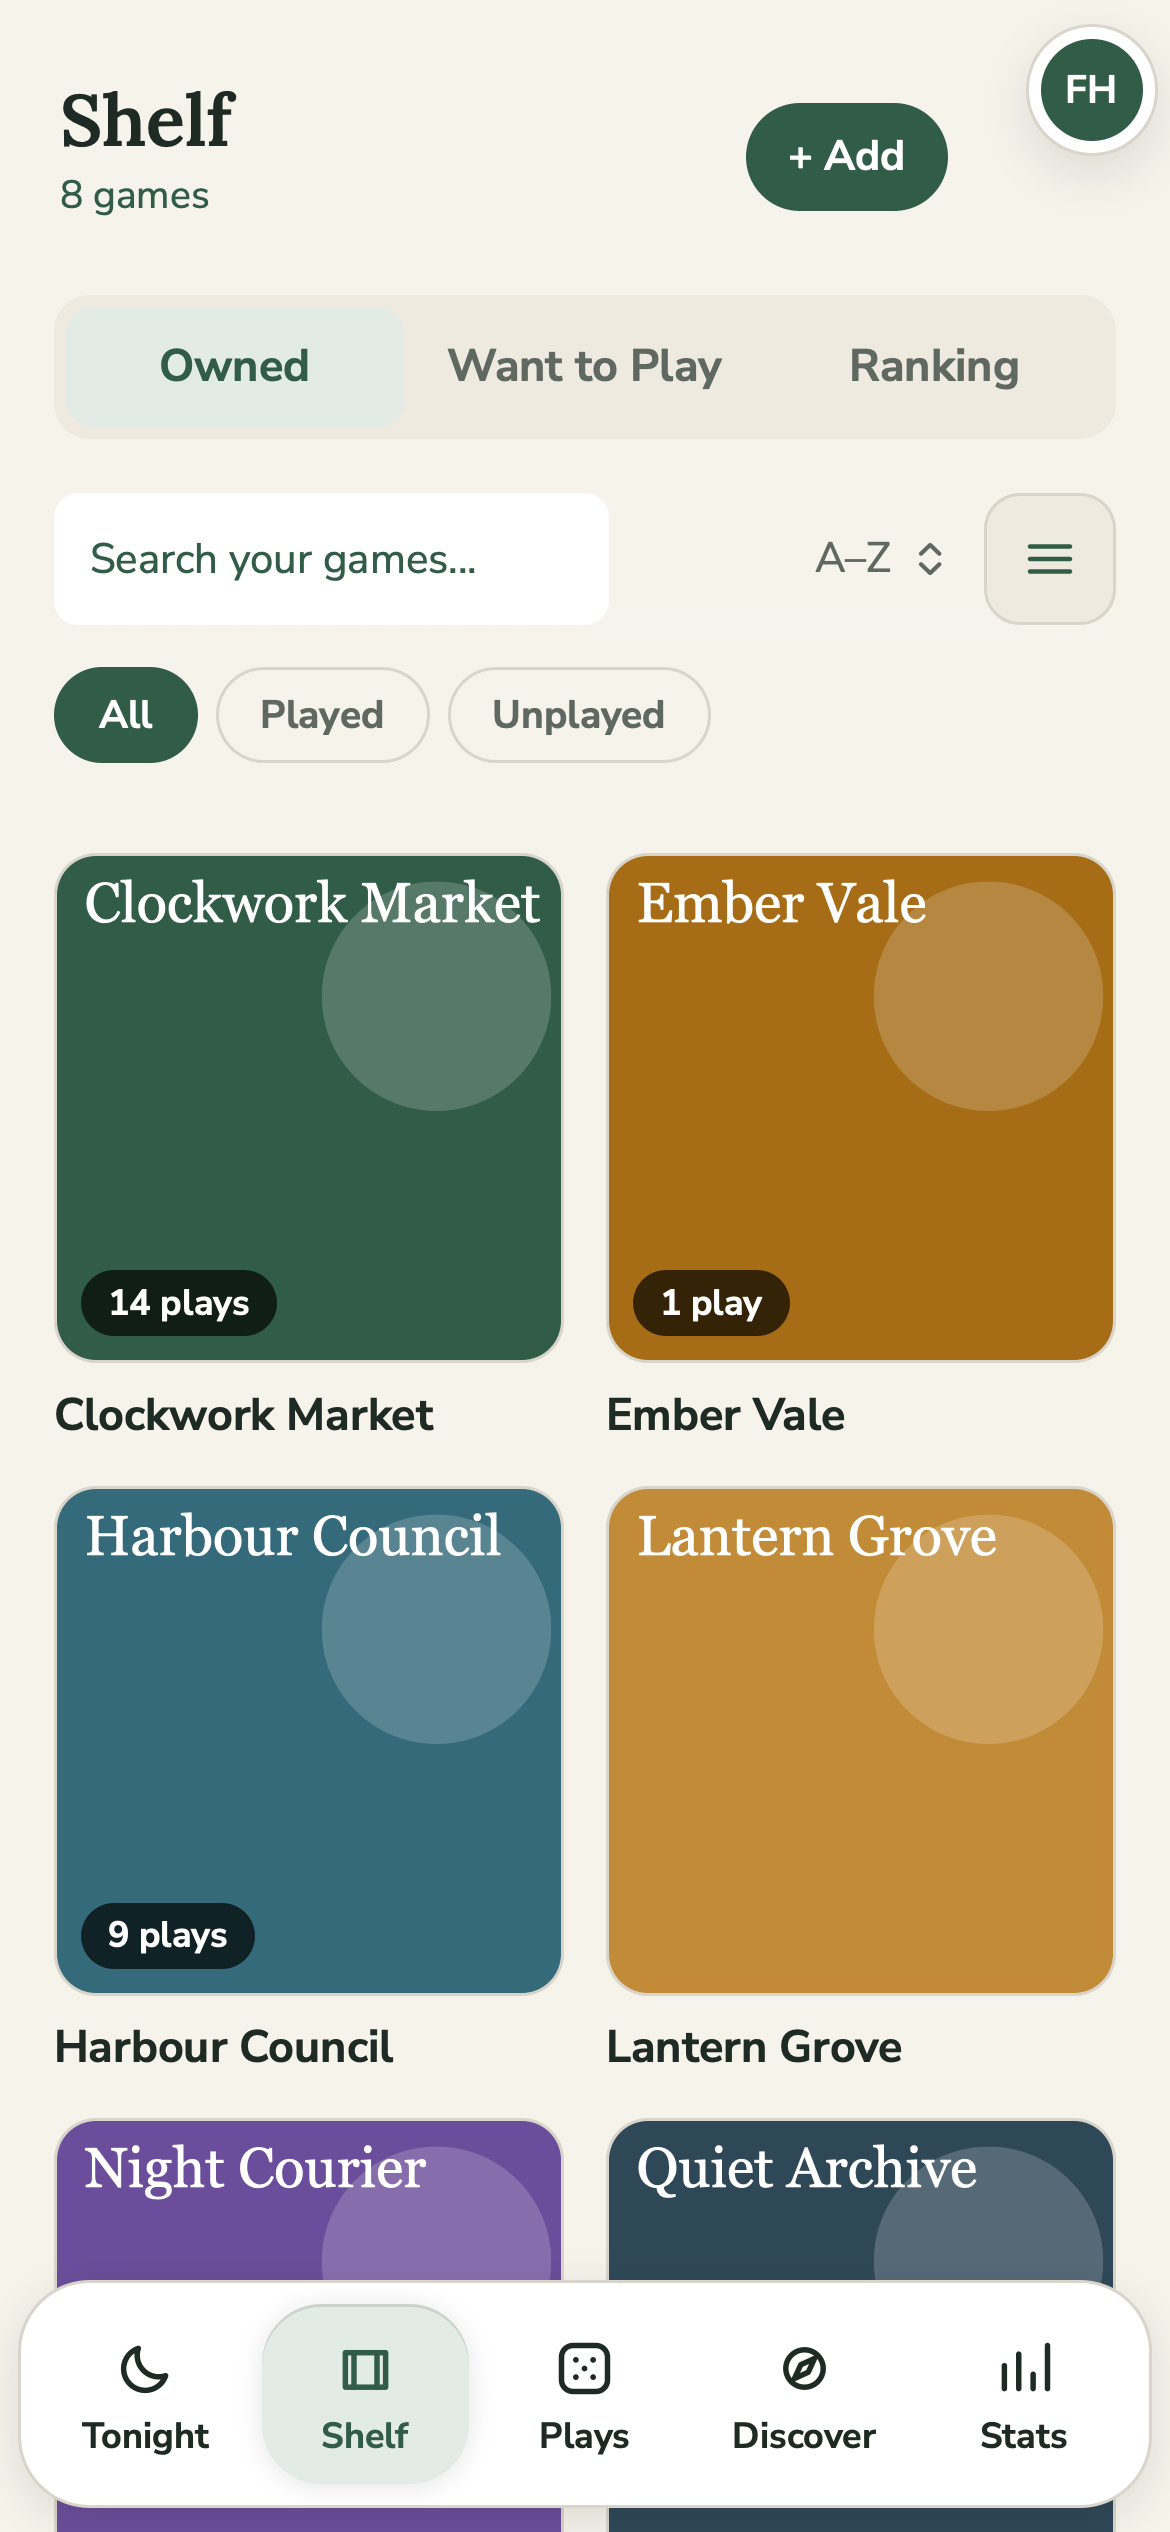 FH
Shelf
8 games
+ Add
Owned
Want to Play
Ranking
Search your games...
A–Z
All
Played
Unplayed
Clockwork Market
Ember Vale
14 plays
1 play
Clockwork Market
Ember Vale
Harbour Council
Lantern Grove
9 plays
Harbour Council
Lantern Grove
Night Courier
Quiet Archive
Tonight
Shelf
Plays
Discover
Stats